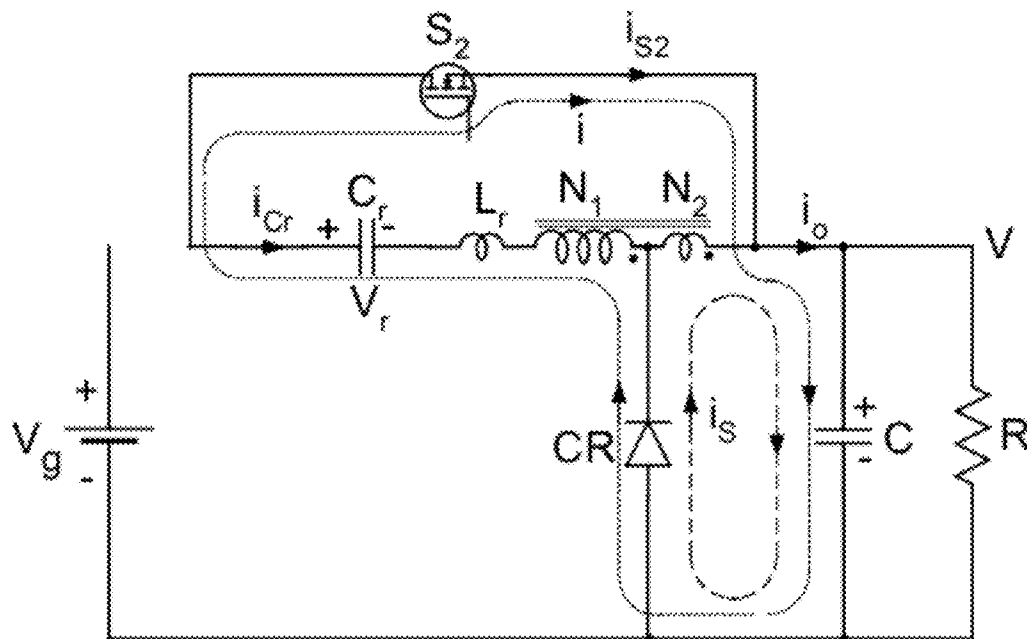 S2
iS2
i
iCr
+
Cr
-
Lr
N1
N2
io
V
Vr
+
Vg
-
CR
iS
+
C
-
R